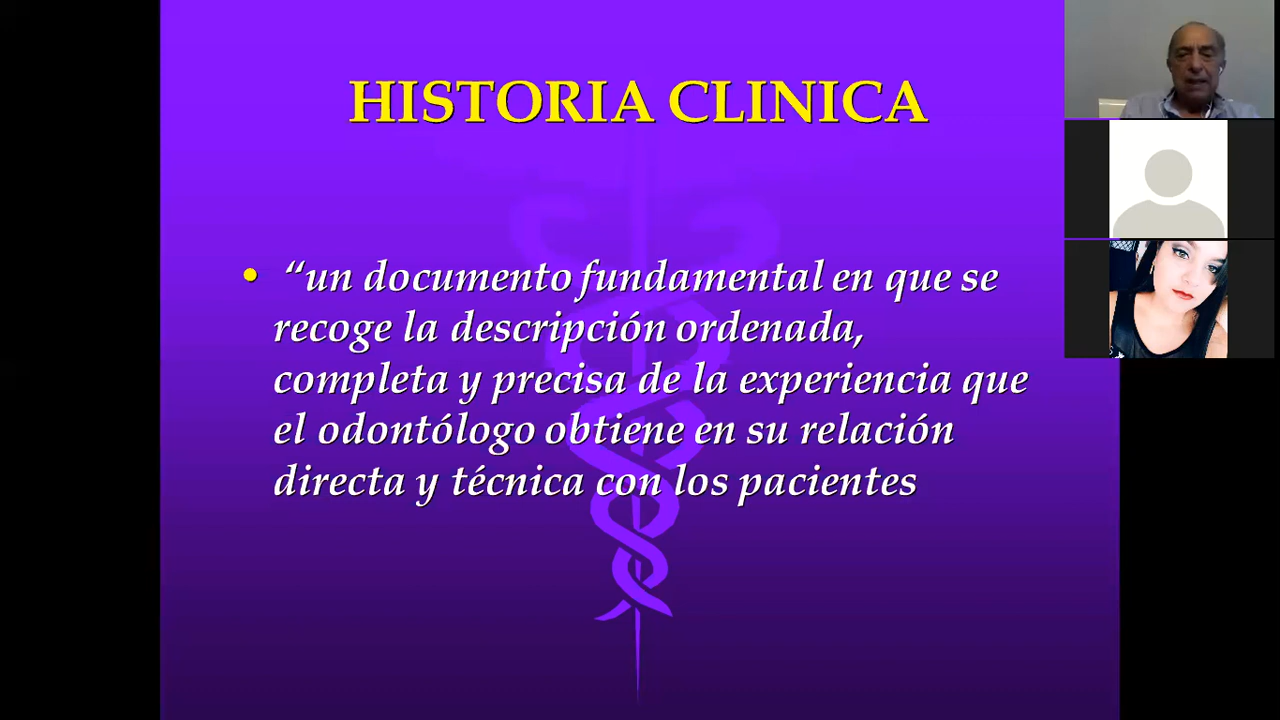 HISTORIA CLINICA
• “un documento fundamental en que se
recoge la descripción ordenada,
completa y precisa de la experiencia que
el odontólogo obtiene en su relación
directa y técnica con los pacientes